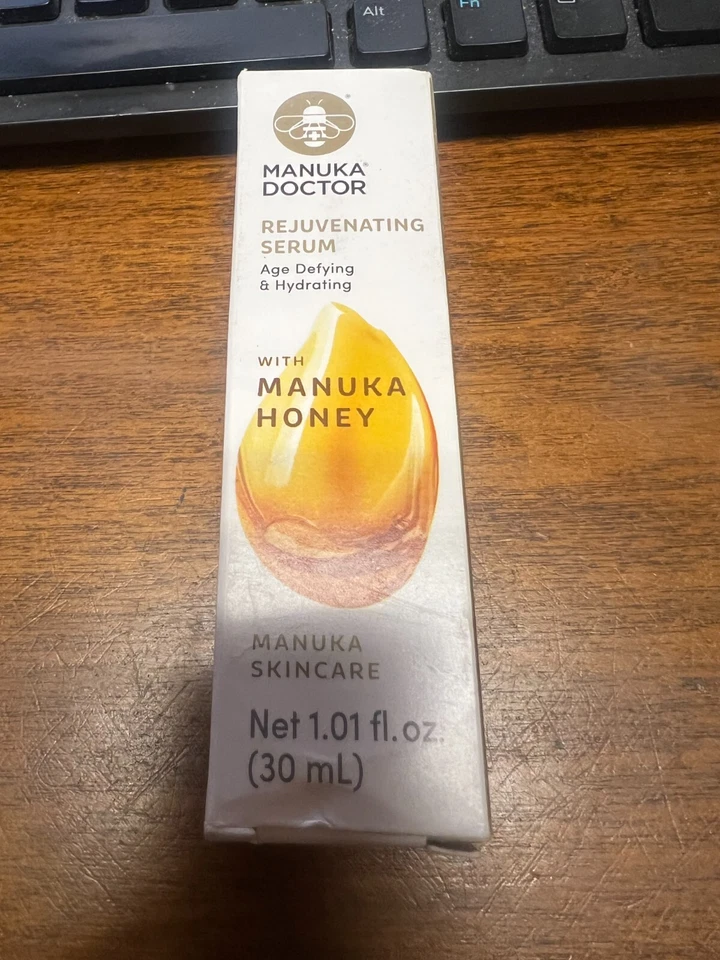 Alt
Fn
MANUKA®
DOCTOR
REJUVENATING
SERUM
Age Defying
& Hydrating
WITH
MANUKA
HONEY
MANUKA
SKINCARE
Net 1.01 fl.oz.
(30 mL)